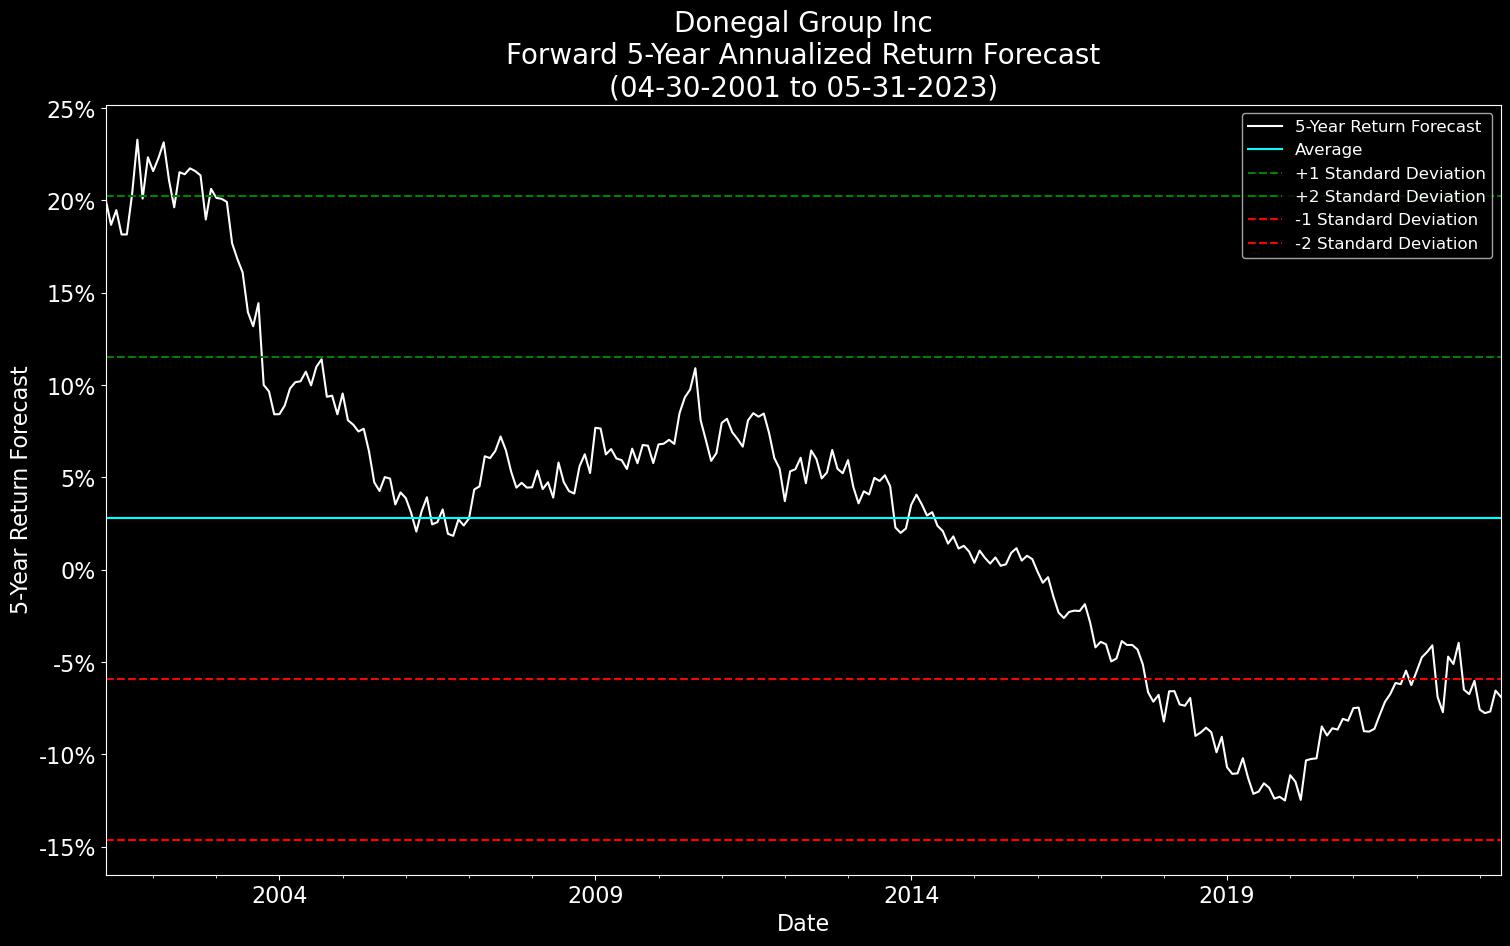 Donegal Group Inc
Forward 5-Year Annualized Return Forecast
(04-30-2001 to 05-31-2023)
25%
20%
15%
10%
5%
0%
-5%
-10%
-15%
5-Year Return Forecast
5-Year Return Forecast
Average
+1 Standard Deviation
+2 Standard Deviation
-1 Standard Deviation
-2 Standard Deviation
2004
2009
2014
2019
Date